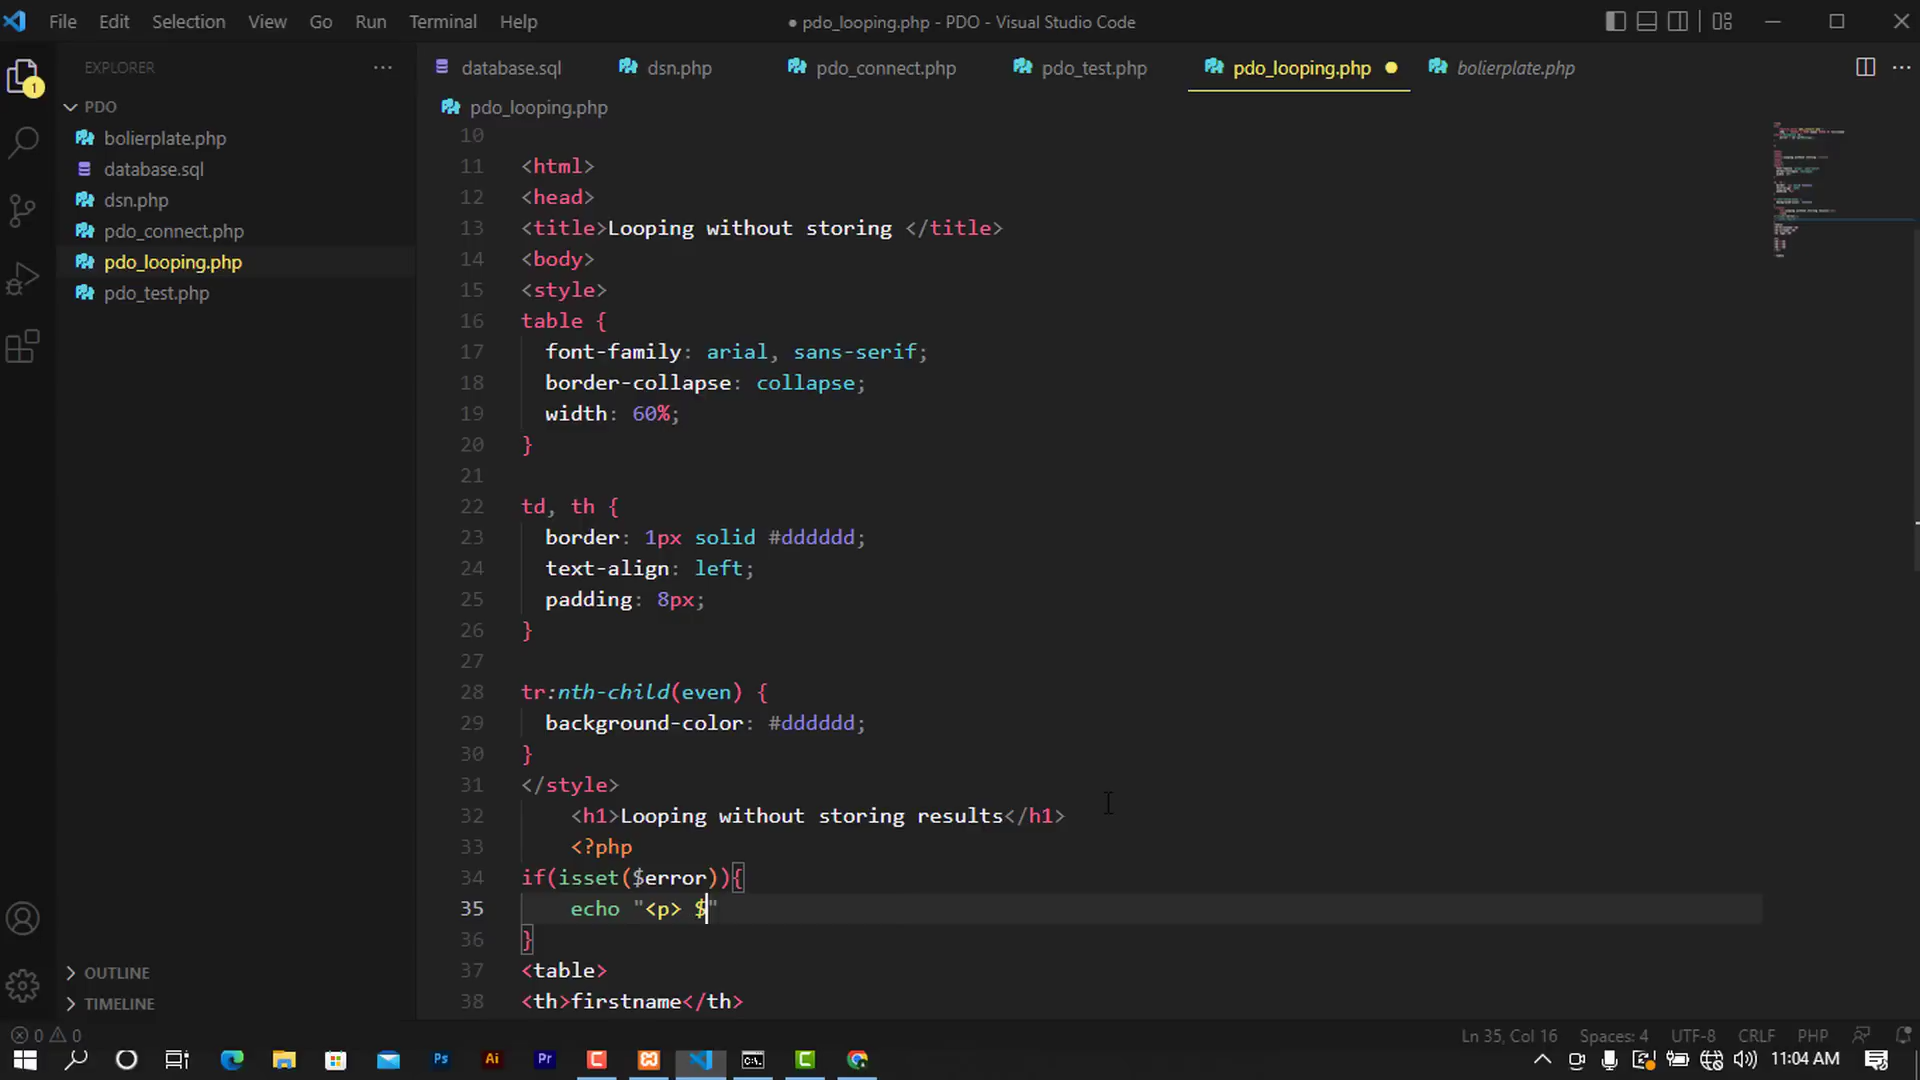 File Edit Selection View Go Run Terminal Help
● pdo_looping.php - PDO - Visual Studio Code
EXPLORER
PDO
bolierplate.php
database.sql
dsn.php
pdo_connect.php
pdo_looping.php
pdo_test.php
OUTLINE
TIMELINE
1
database.sql dsn.php pdo_connect.php pdo_test.php pdo_looping.php bolierplate.php
pdo_looping.php
10
11 <html>
12 <head>
13 <title>Looping without storing </title>
14 <body>
15 <style>
16 table {
17 font-family: arial, sans-serif;
18 border-collapse: collapse;
19 width: 60%;
20 }
21
22 td, th {
23 border: 1px solid #dddddd;
24 text-align: left;
25 padding: 8px;
26 }
27
28 tr:nth-child(even) {
29 background-color: #dddddd;
30 }
31 </style>
32 <h1>Looping without storing results</h1>
33 <?php
34 if(isset($error)){
35 echo "<p> $"
36 }
37 <table>
38 <th>firstname</th>
0 0 Ln 35, Col 16 Spaces: 4 UTF-8 CRLF PHP
Ps Ai Pr 11:04 AM